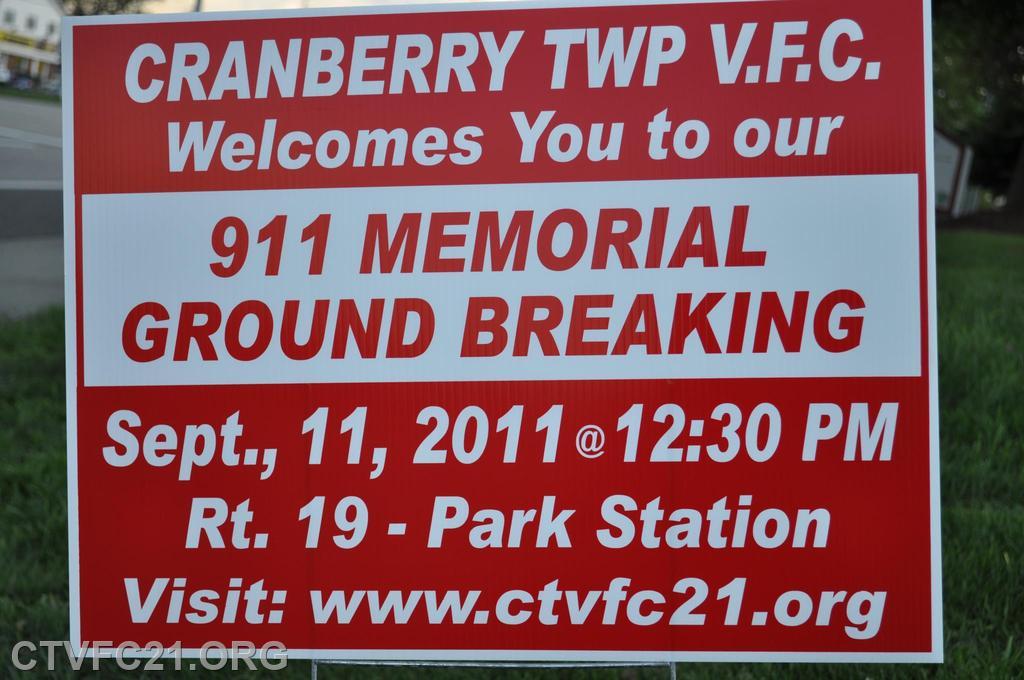 CRANBERRY TWP V.F.C.
Welcomes You to our
911 MEMORIAL
GROUND BREAKING
Sept., 11, 2011 @ 12:30 PM
Rt. 19 - Park Station
Visit: www.ctvfc21.org
CTVFC21.ORG